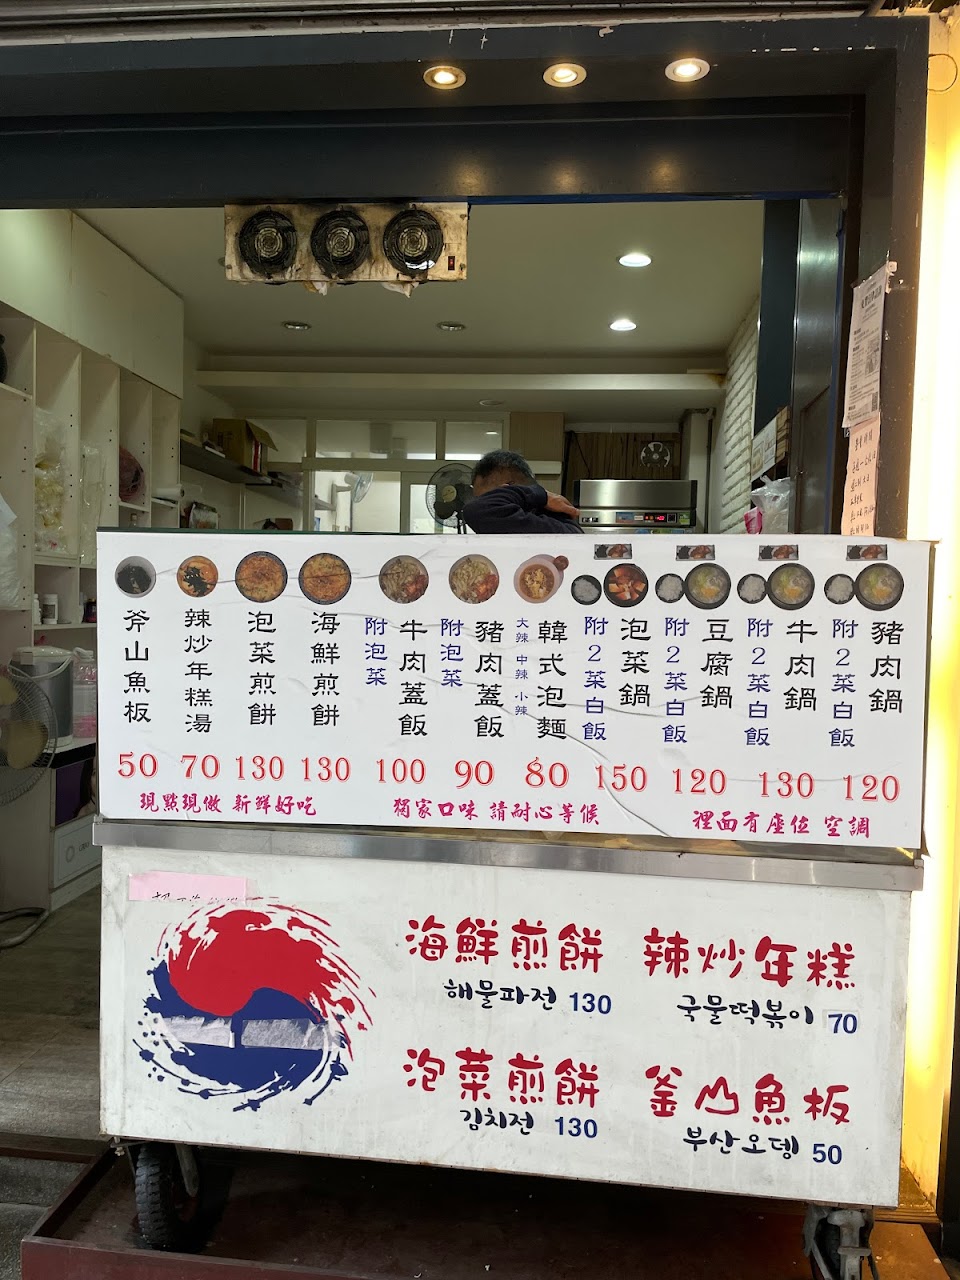 斧山魚板
50
辣炒年糕湯
70
泡菜煎餅
130
海鮮煎餅
130
牛肉蓋飯
附泡菜
100
豬肉蓋飯
附泡菜
90
韓式泡麵
大辣 中辣 小辣
80
泡菜鍋
附2菜白飯
150
豆腐鍋
附2菜白飯
120
牛肉鍋
附2菜白飯
130
豬肉鍋
附2菜白飯
120
現點現做 新鮮好吃
獨家口味 請耐心等候
裡面有座位 空調
海鮮煎餅
해물파전 130
辣炒年糕
국물떡볶이 70
泡菜煎餅
김치전 130
釜山魚板
부산오뎅 50